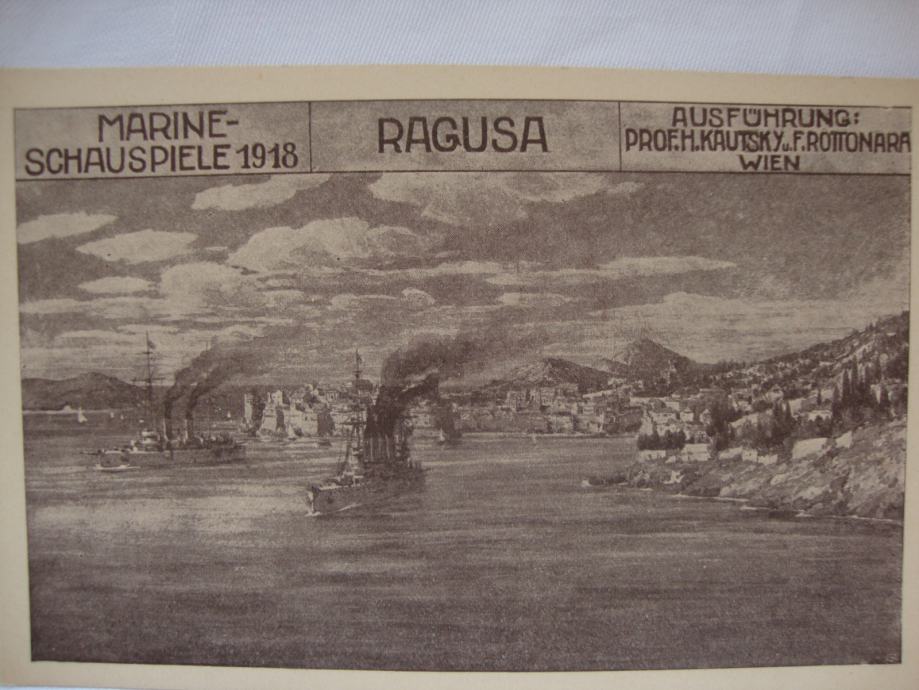 MARINE-
SCHAUSPIELE 1918
RAGUSA
AUSFÜHRUNG:
PROF. H. KAUTSKY u. F. ROTTONARA
WIEN